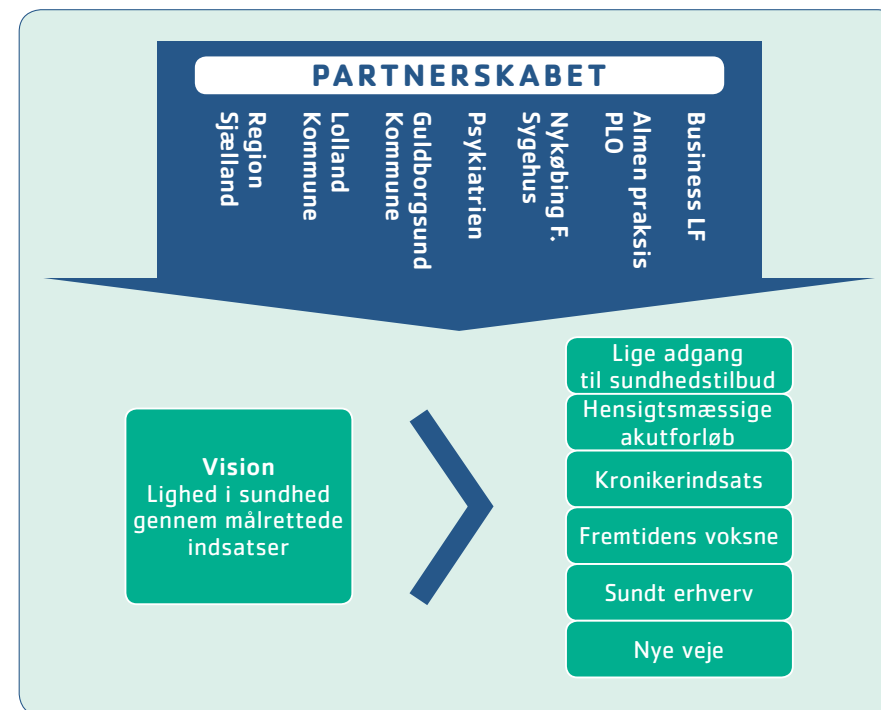 PARTNERSKABET
Region
Sjælland
Lolland
Kommune
Guldborgsund
Kommune
Psykiatrien
Nykøbing F.
Sygehus
Almen praksis
PLO
Business LF
Vision
Lighed i sundhed
gennem målrettede
indsatser
Lige adgang
til sundhedstilbud
Hensigtsmæssige
akutforløb
Kronikerindsats
Fremtidens voksne
Sundt erhverv
Nye veje